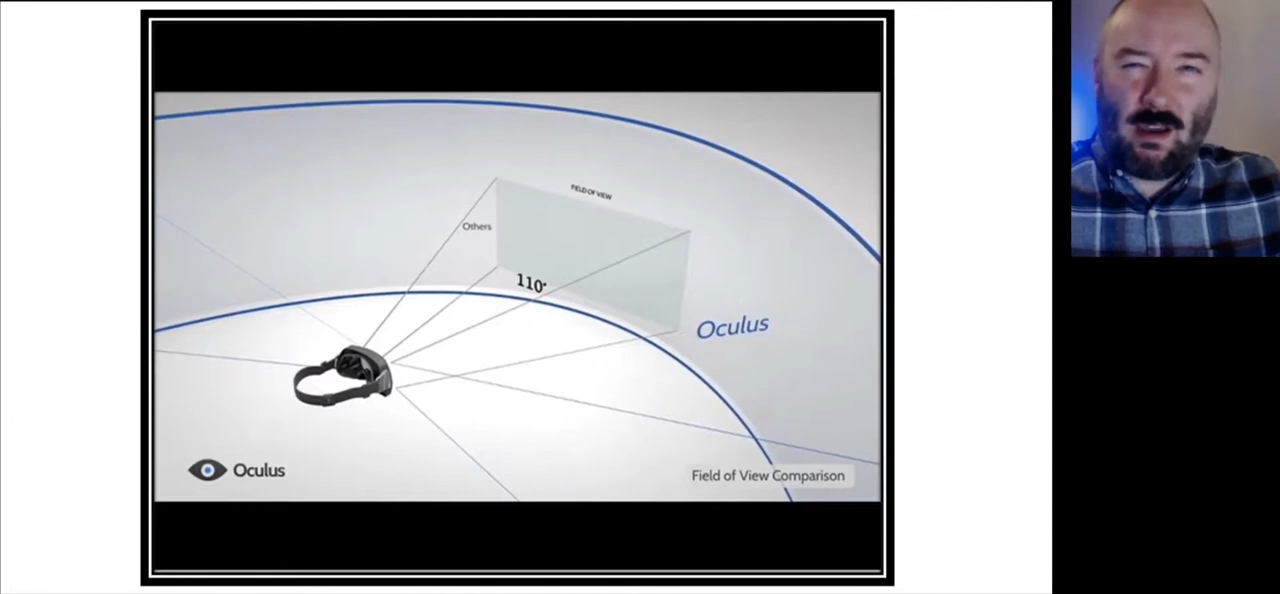 FIELD OF VIEW
Others
110°
Oculus
Oculus
Field of View Comparison